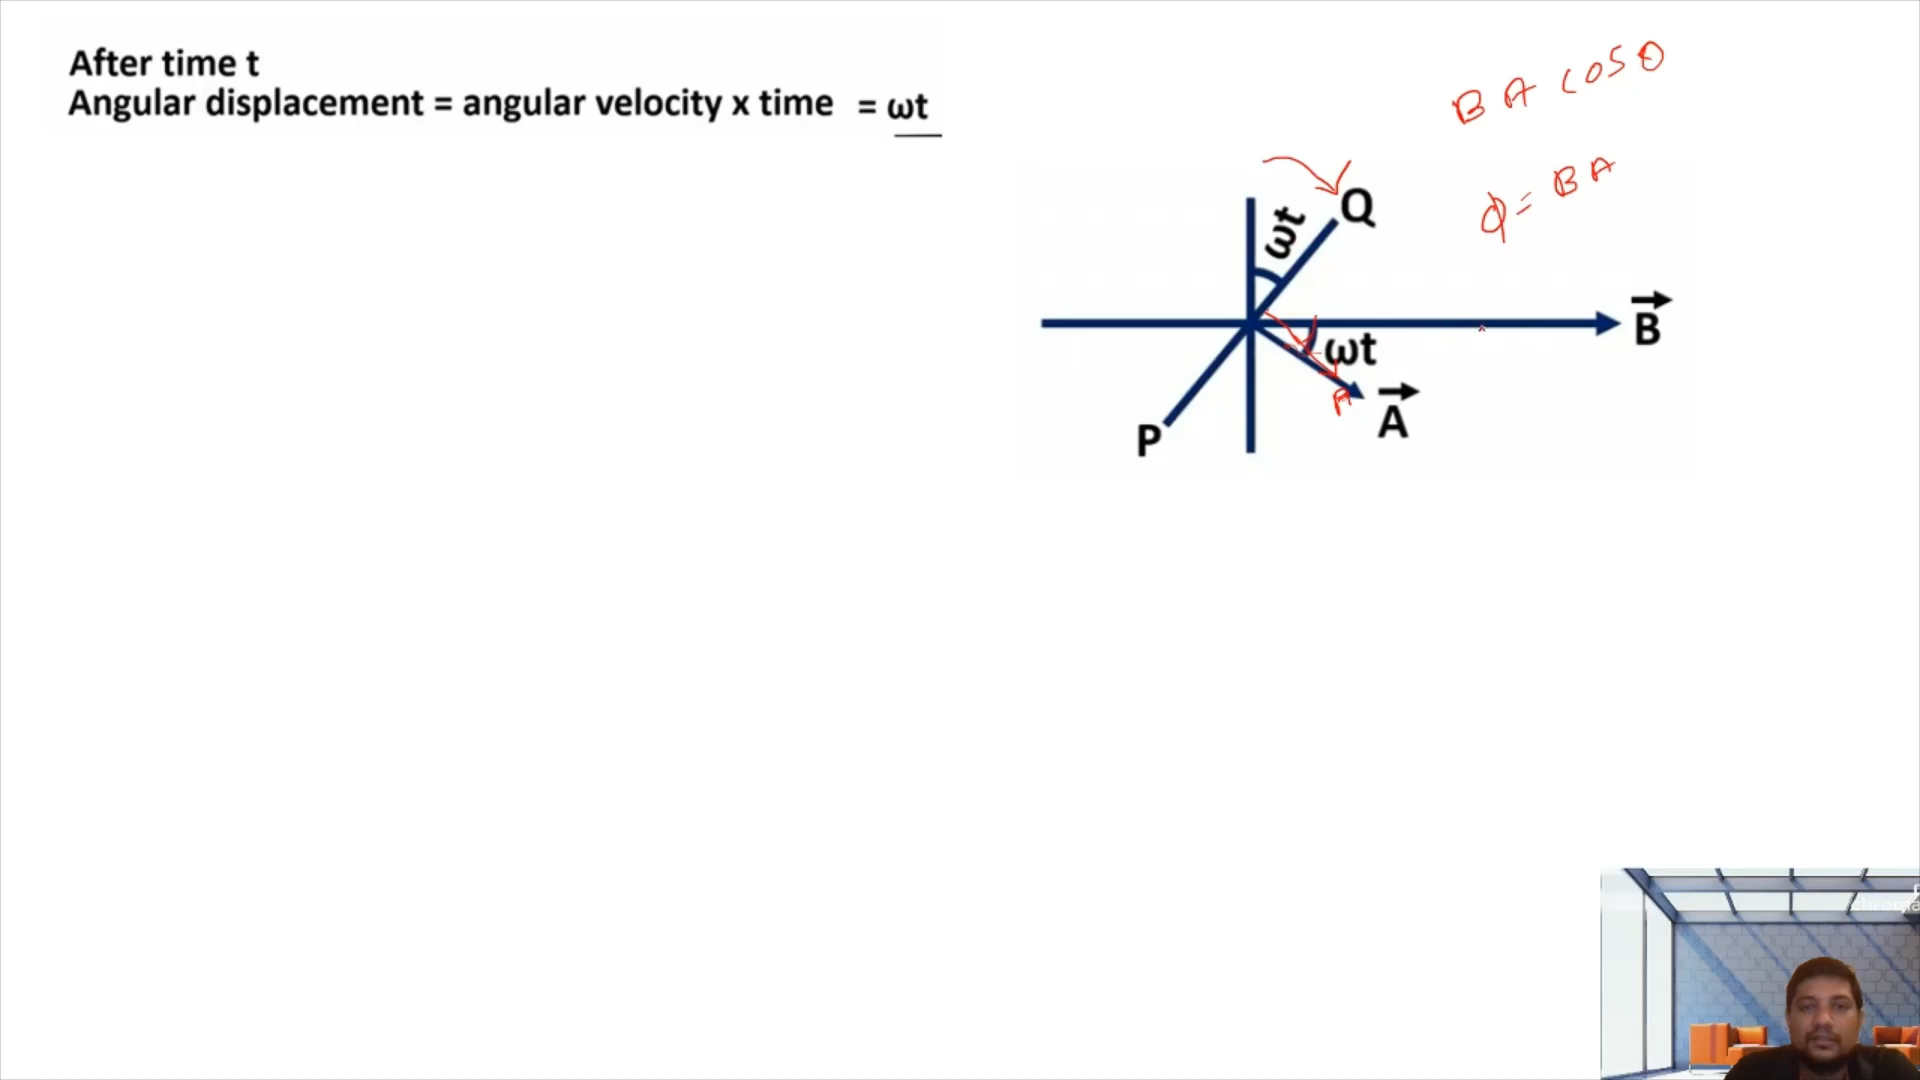 After time t
Angular displacement = angular velocity x time = ωt
B A cos θ
ϕ = B A
Q
ωt
B
ωt
A
A
P